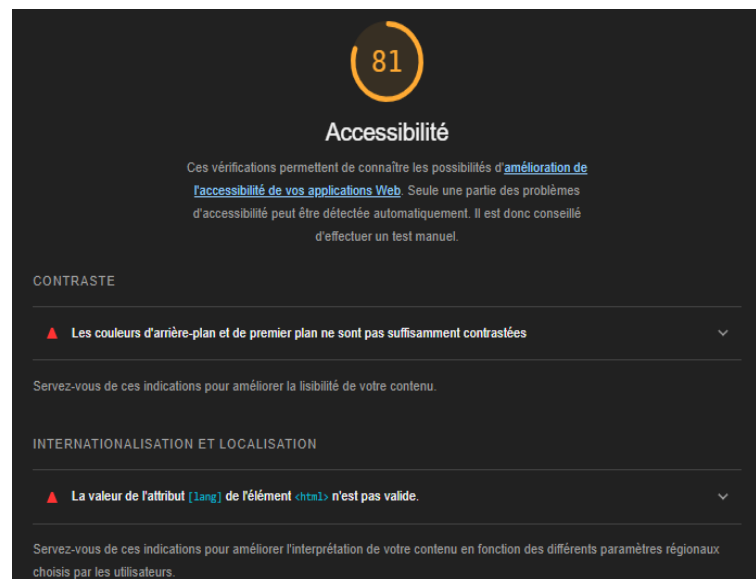 81
Accessibilité
Ces vérifications permettent de connaître les possibilités d'amélioration de
l'accessibilité de vos applications Web. Seule une partie des problèmes
d'accessibilité peut être détectée automatiquement. Il est donc conseillé
d'effectuer un test manuel.
CONTRASTE
Les couleurs d'arrière-plan et de premier plan ne sont pas suffisamment contrastées
Servez-vous de ces indications pour améliorer la lisibilité de votre contenu.
INTERNATIONALISATION ET LOCALISATION
La valeur de l'attribut [lang] de l'élément <html> n'est pas valide.
Servez-vous de ces indications pour améliorer l'interprétation de votre contenu en fonction des différents paramètres régionaux
choisis par les utilisateurs.